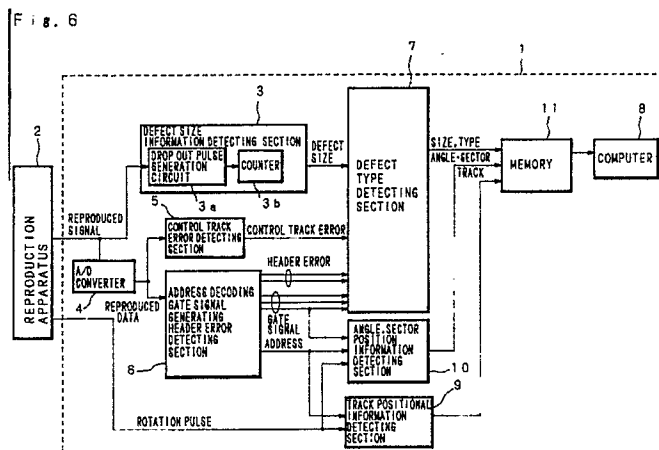 Fig. 6
7
1
3
11
8
2
DEFECT SIZE
INFORMATION DETECTING SECTION
DROP OUT PULSE
GENERATION
CIRCUIT
COUNTER
3a
3b
DEFECT
SIZE
DEFECT
TYPE
DETECTING
SECTION
SIZE, TYPE
ANGLE·SECTOR
TRACK
MEMORY
COMPUTER
REPRODUCTION
APPARATUS
REPRODUCED
SIGNAL
5
CONTROL TRACK
ERROR DETECTING
SECTION
CONTROL TRACK ERROR
A/D
CONVERTER
4
REPRODUCED
DATA
ADDRESS DECODING
GATE SIGNAL
GENERATING
HEADER ERROR
DETECTING
SECTION
6
HEADER ERROR
GATE
SIGNAL
ADDRESS
ANGLE.SECTOR
POSITION
INFORMATION
DETECTING
SECTION
10
9
TRACK POSITIONAL
INFORMATION
DETECTING
SECTION
ROTATION PULSE